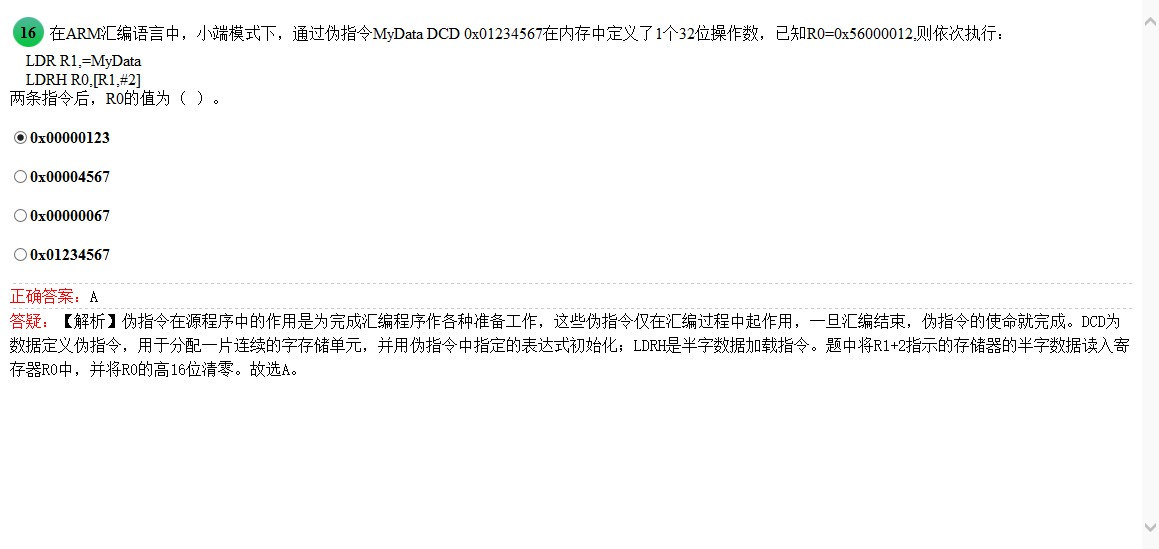 16 在ARM汇编语言中，小端模式下，通过伪指令MyData DCD 0x01234567在内存中定义了1个32位操作数，已知R0=0x56000012,则依次执行：
LDR R1,=MyData
LDRH R0,[R1,#2]
两条指令后，R0的值为（ ）。
0x00000123
0x00004567
0x00000067
0x01234567
正确答案：A
答疑：【解析】伪指令在源程序中的作用是为完成汇编程序作各种准备工作，这些伪指令仅在汇编过程中起作用，一旦汇编结束，伪指令的使命就完成。DCD为
数据定义伪指令，用于分配一片连续的字存储单元，并用伪指令中指定的表达式初始化；LDRH是半字数据加载指令。题中将R1+2指示的存储器的半字数据读入寄
存器R0中，并将R0的高16位清零。故选A。